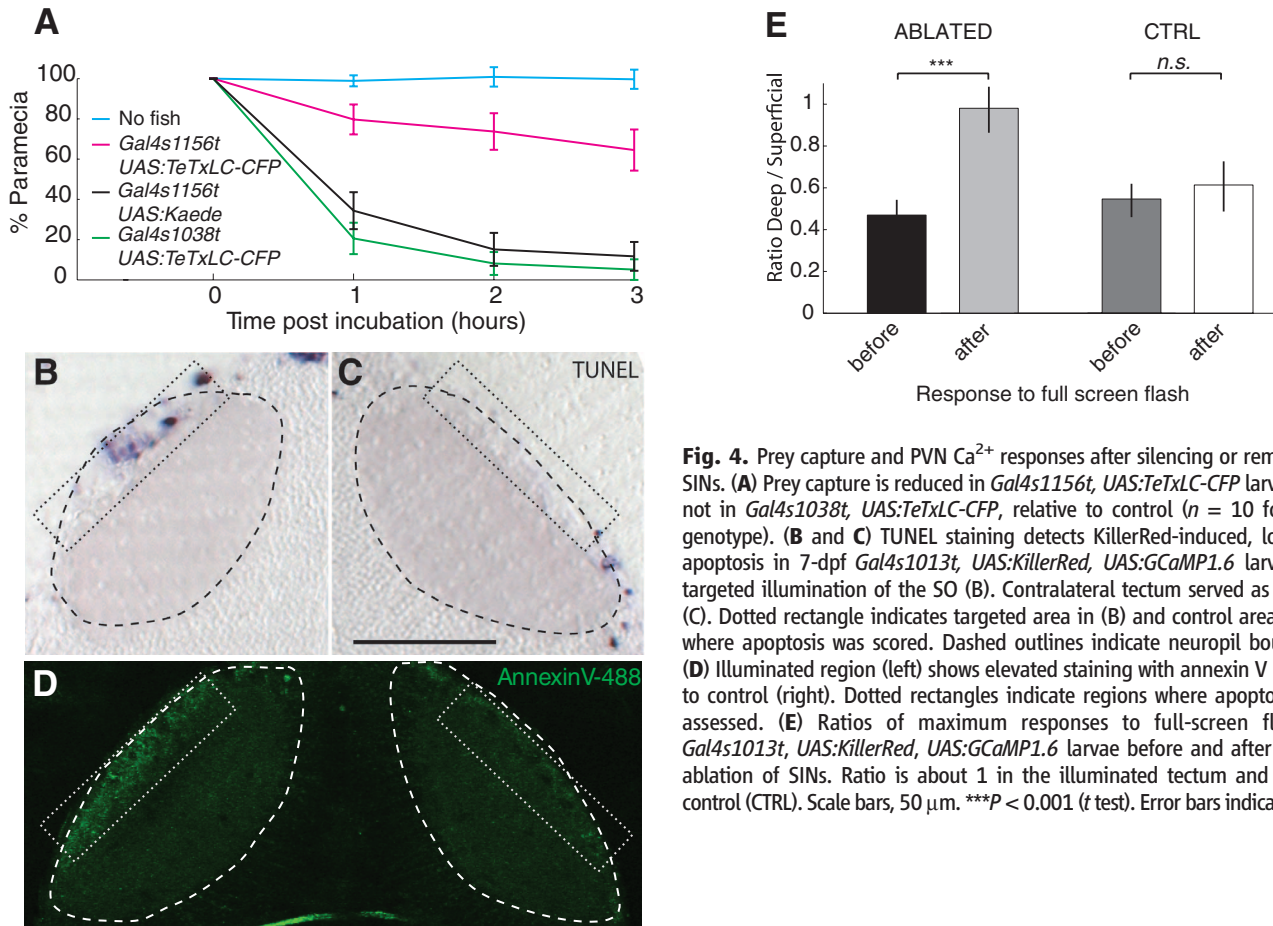 A
% Paramecia
100
80
60
40
20
0
No fish
Gal4s1156t
UAS:TeTxLC-CFP
Gal4s1156t
UAS:Kaede
Gal4s1038t
UAS:TeTxLC-CFP
0 1 2 3
Time post incubation (hours)
B
C
TUNEL
D
AnnexinV-488
E
ABLATED CTRL
*** n.s.
Ratio Deep / Superficial
1
0.8
0.6
0.4
0.2
0
before after before after
Response to full screen flash
Fig. 4. Prey capture and PVN Ca2+ responses after silencing or rem
SINs. (A) Prey capture is reduced in Gal4s1156t, UAS:TeTxLC-CFP larv
not in Gal4s1038t, UAS:TeTxLC-CFP, relative to control (n = 10 fo
genotype). (B and C) TUNEL staining detects KillerRed-induced, lo
apoptosis in 7-dpf Gal4s1013t, UAS:KillerRed, UAS:GCaMP1.6 larv
targeted illumination of the SO (B). Contralateral tectum served as
(C). Dotted rectangle indicates targeted area in (B) and control area
where apoptosis was scored. Dashed outlines indicate neuropil bou
(D) Illuminated region (left) shows elevated staining with annexin V
to control (right). Dotted rectangles indicate regions where apopto
assessed. (E) Ratios of maximum responses to full-screen fl
Gal4s1013t, UAS:KillerRed, UAS:GCaMP1.6 larvae before and after
ablation of SINs. Ratio is about 1 in the illuminated tectum and
control (CTRL). Scale bars, 50 μm. ***P < 0.001 (t test). Error bars indica